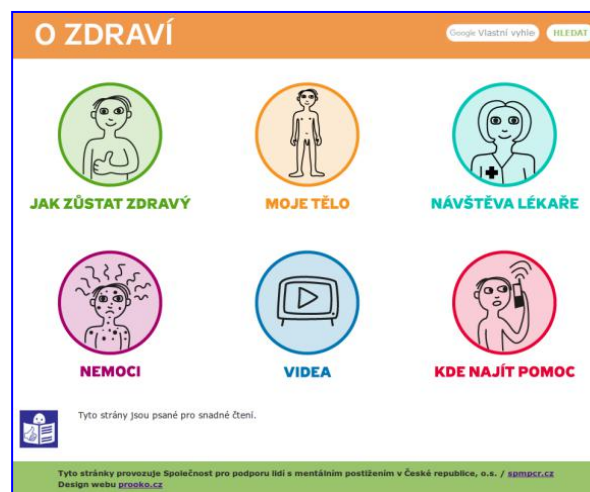 O ZDRAVÍ
Google Vlastní vyhle
HLEDAT
JAK ZŮSTAT ZDRAVÝ
MOJE TĚLO
NÁVŠTĚVA LÉKAŘE
NEMOCI
VIDEA
KDE NAJÍT POMOC
Tyto strány jsou psané pro snadné čtení.
Tyto stránky provozuje Společnost pro podporu lidí s mentálním postižením v České republice, o.s. / spmpcr.cz
Design webu prooko.cz